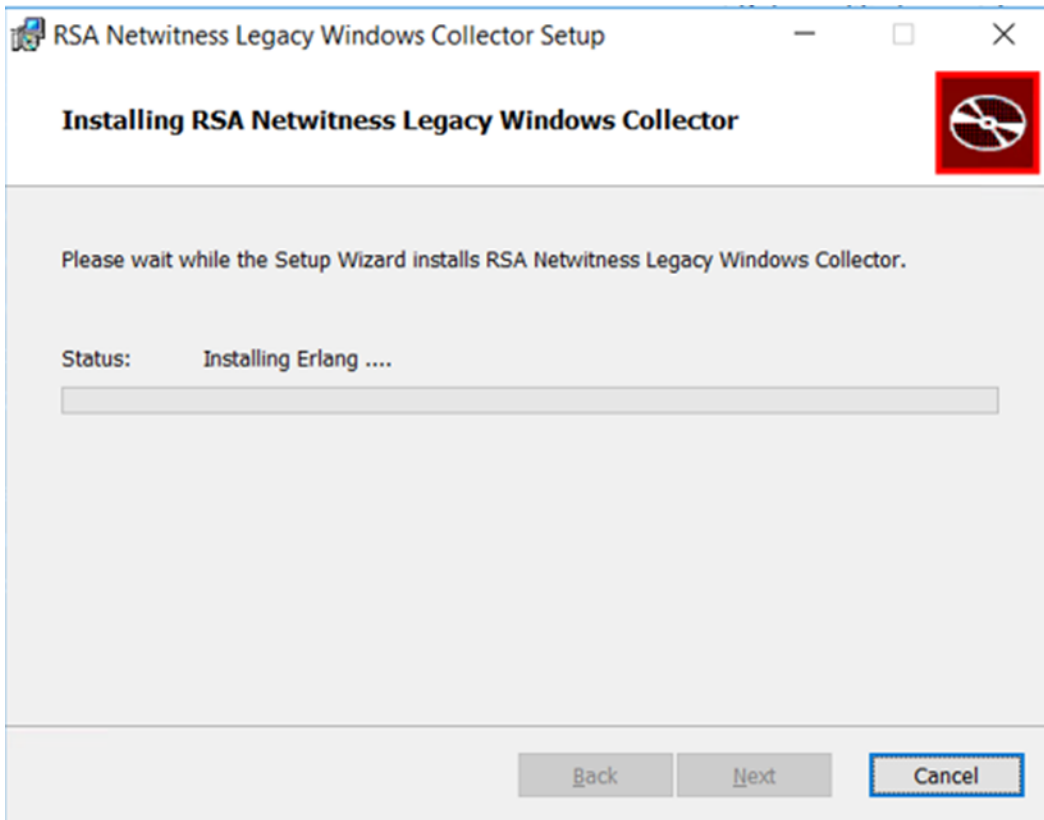 RSA Netwitness Legacy Windows Collector Setup
Installing RSA Netwitness Legacy Windows Collector
Please wait while the Setup Wizard installs RSA Netwitness Legacy Windows Collector.
Status: Installing Erlang ....
Back Next Cancel